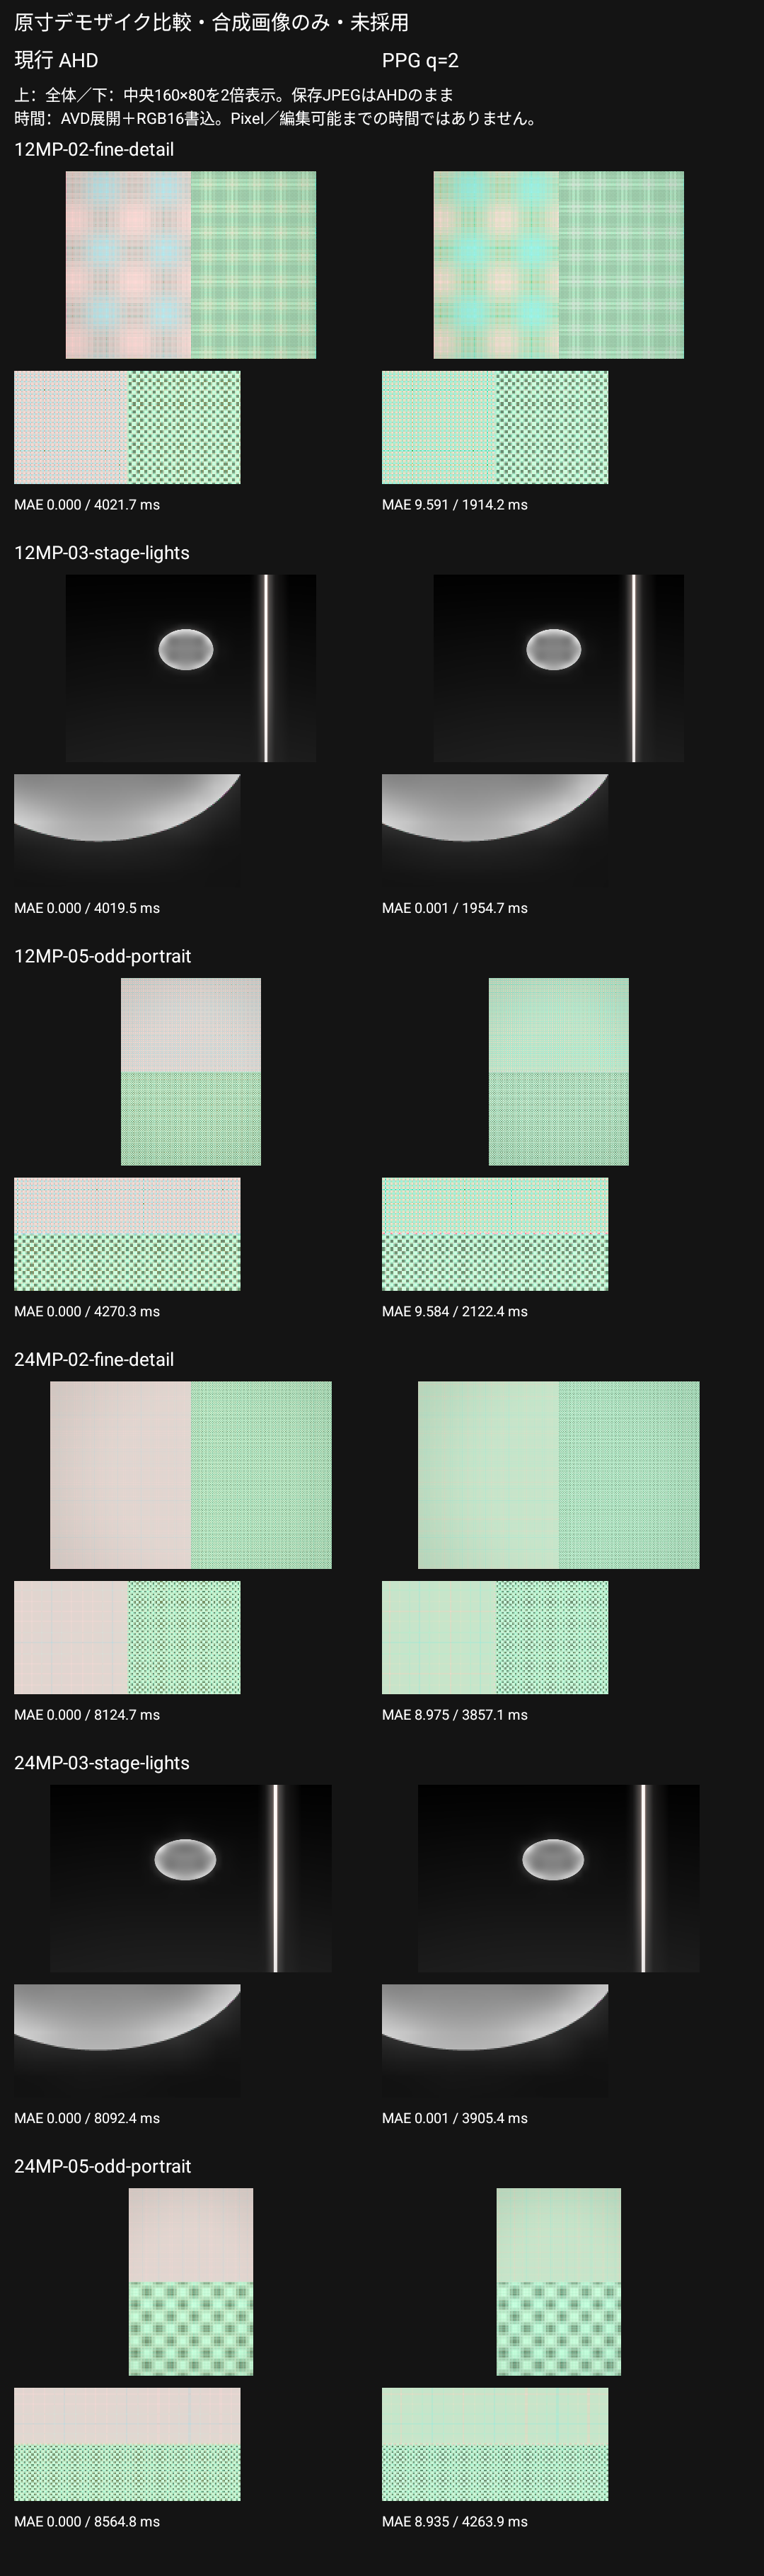 原寸デモザイク比較・合成画像のみ・未採用
現行 AHD
PPG q=2
上：全体／下：中央160×80を2倍表示。保存JPEGはAHDのまま
時間：AVD展開＋RGB16書込。Pixel／編集可能までの時間ではありません。
12MP-02-fine-detail
MAE 0.000 / 4021.7 ms
MAE 9.591 / 1914.2 ms
12MP-03-stage-lights
MAE 0.000 / 4019.5 ms
MAE 0.001 / 1954.7 ms
12MP-05-odd-portrait
MAE 0.000 / 4270.3 ms
MAE 9.584 / 2122.4 ms
24MP-02-fine-detail
MAE 0.000 / 8124.7 ms
MAE 8.975 / 3857.1 ms
24MP-03-stage-lights
MAE 0.000 / 8092.4 ms
MAE 0.001 / 3905.4 ms
24MP-05-odd-portrait
MAE 0.000 / 8564.8 ms
MAE 8.935 / 4263.9 ms